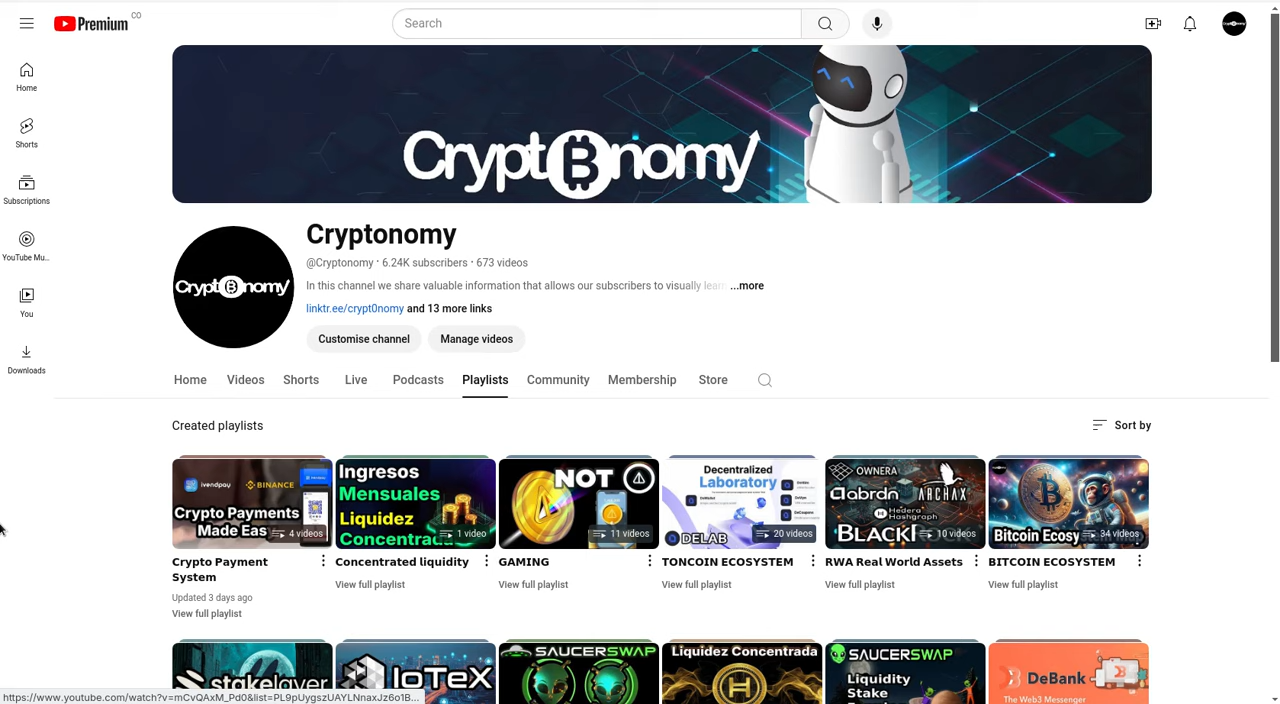 Premium CO
Search
Home
Shorts
Subscriptions
YouTube Mu...
You
Downloads
Crypt₿nomy
Crypt₿nomy
Cryptonomy
@Cryptonomy · 6.24K subscribers · 673 videos
In this channel we share valuable information that allows our subscribers to visually learn ...more
linktr.ee/crypt0nomy and 13 more links
Customise channel
Manage videos
Home Videos Shorts Live Podcasts Playlists Community Membership Store
Created playlists
Sort by
ivendpay BINANCE
Crypto Payments
Made Eas
4 videos
Crypto Payment
System
Updated 3 days ago
View full playlist
Ingresos
Mensuales
Liquidez
Concentrada
1 video
Concentrated liquidity
View full playlist
NOT
11 videos
GAMING
View full playlist
Decentralized
Laboratory
DELAB
20 videos
TONCOIN ECOSYSTEM
View full playlist
OWNERA
abrdn ARCHAX
Hedera
Hashgraph
BLACK
10 videos
RWA Real World Assets
View full playlist
Bitcoin Ecosy
34 videos
BITCOIN ECOSYSTEM
View full playlist
stakelayer
IoTeX
SAUCERSWAP
Liquidez Concentrada
SAUCERSWAP
Liquidity
Stake
DeBank
The Web3 Messenger
https://www.youtube.com/watch?v=mCvQAxM_Pd0&list=PL9pUygszUAYLNnaxJz6o1B...